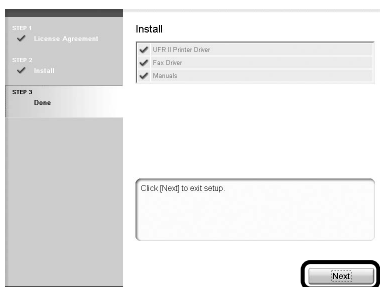 STEP 1
License Agreement
STEP 2
Install
STEP 3
Done
Install
UFR II Printer Driver
Fax Driver
Manuals
Click [Next] to exit setup.
Next